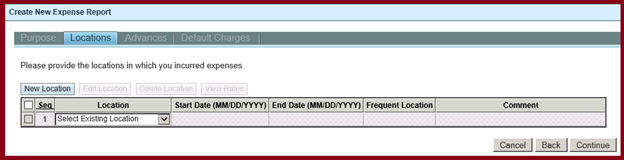 Create New Expense Report
Purpose Locations Advances Default Charges
Please provide the locations in which you incurred expenses
New Location Edit Location Delete Location View Rates
Seq Location Start Date (MM/DD/YYYY) End Date (MM/DD/YYYY) Frequent Location Comment
1 Select Existing Location
Cancel Back Continue